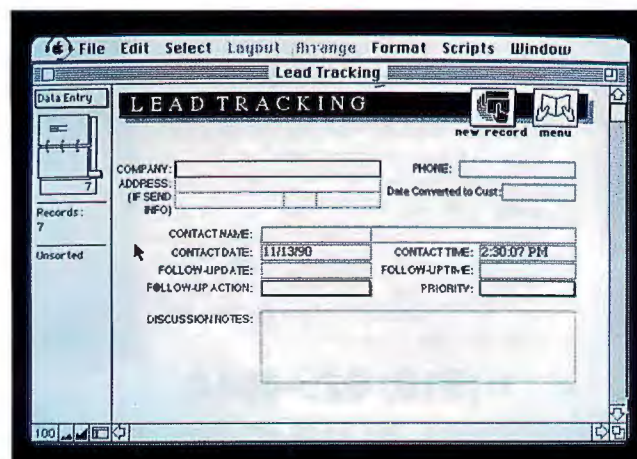 File Edit Select Layout Arrange Format Scripts Window
Lead Tracking
Data Entry
7
Records:
7
Unsorted
LEAD TRACKING
new record menu
COMPANY: PHONE:
ADDRESS:
(IF SEND
INFO)
Date Converted to Cust:
CONTACT NAME:
CONTACT DATE: 11/13/90 CONTACT TIME: 2:30:07 PM
FOLLOW-UP DATE: FOLLOW-UP TIME:
FOLLOW-UP ACTION: PRIORITY:
DISCUSSION NOTES:
100